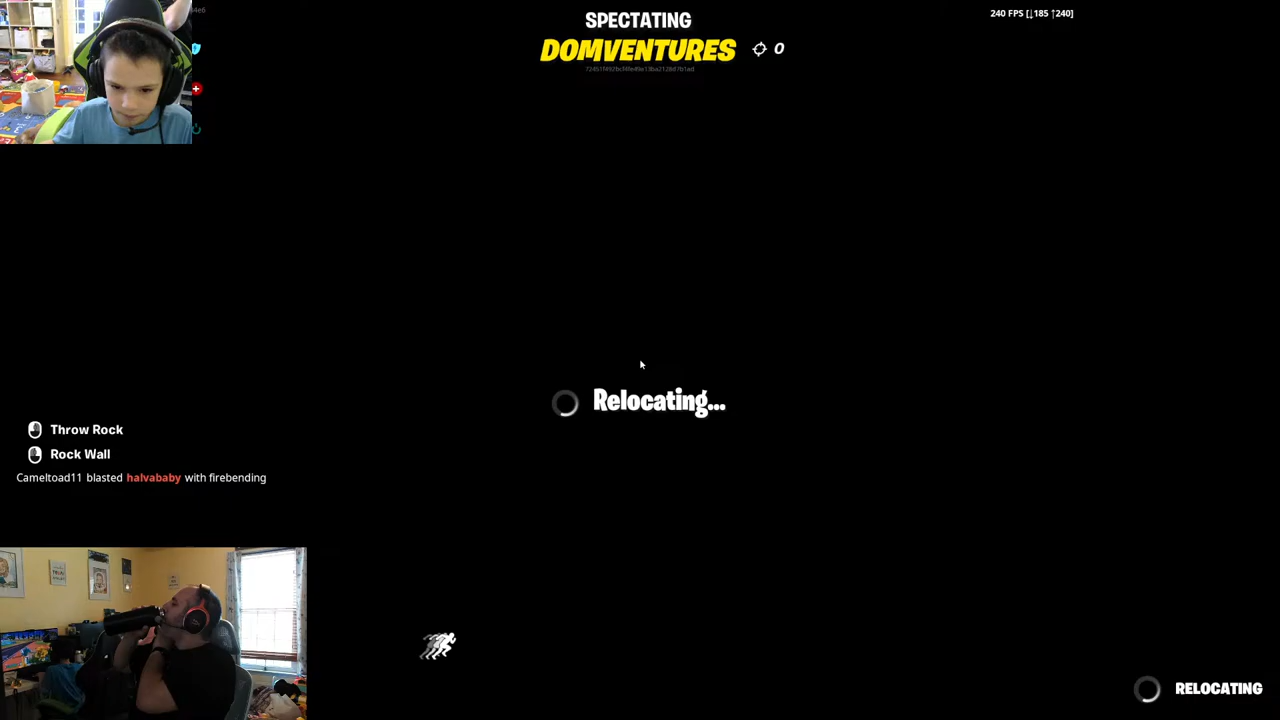 SPECTATING
DOMVENTURES 0
240 FPS [↓185 ↑240]
Relocating...
Throw Rock
Rock Wall
Cameltoad11 blasted halvababy with firebending
RELOCATING